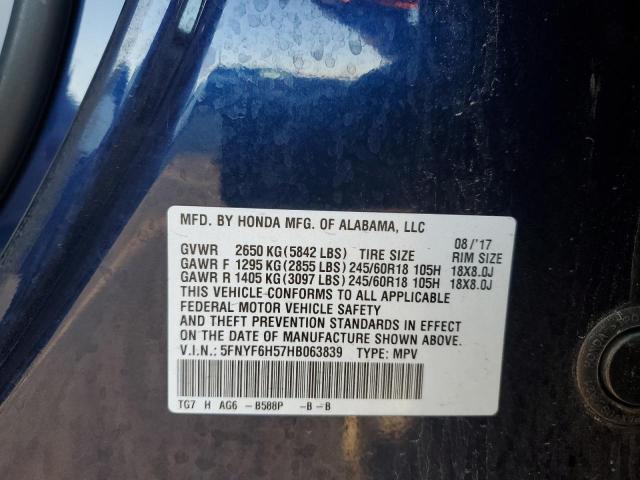 MFD. BY HONDA MFG. OF ALABAMA, LLC
08/'17
GVWR 2650 KG(5842 LBS) TIRE SIZE RIM SIZE
GAWR F 1295 KG(2855 LBS)245/60R18 105H 18X8.0J
GAWR R 1405 KG(3097 LBS)245/60R18 105H 18X8.0J
THIS VEHICLE CONFORMS TO ALL APPLICABLE
FEDERAL MOTOR VEHICLE SAFETY
AND THEFT PREVENTION STANDARDS IN EFFECT
ON THE DATE OF MANUFACTURE SHOWN ABOVE.
V.I.N.: 5FNYF6H57HB063839 TYPE: MPV
TG7 H AG6 -B588P -B-B